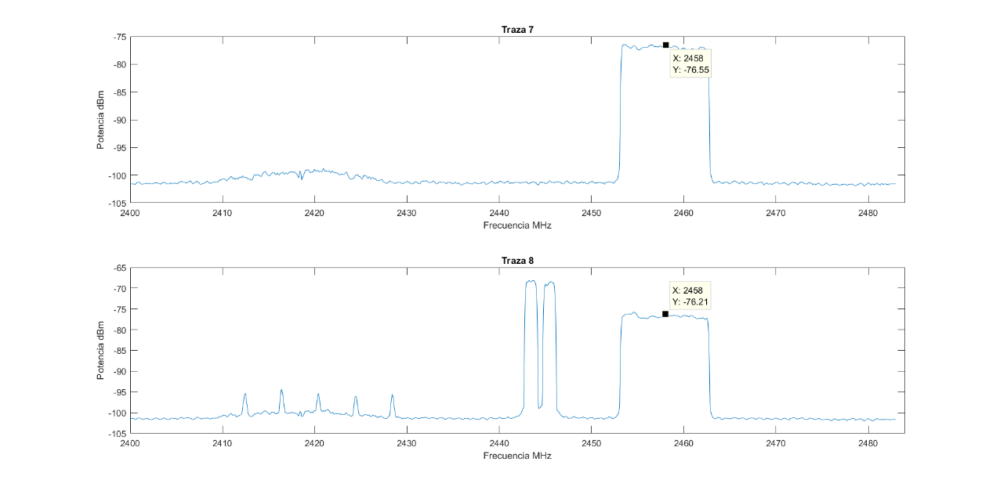 Traza 7
-75
-80
-85
-90
-95
-100
-105
Potencia dBm
X: 2458
Y: -76.55
2400 2410 2420 2430 2440 2450 2460 2470 2480
Frecuencia MHz
Traza 8
-65
-70
-75
-80
-85
-90
-95
-100
-105
Potencia dBm
X: 2458
Y: -76.21
2400 2410 2420 2430 2440 2450 2460 2470 2480
Frecuencia MHz